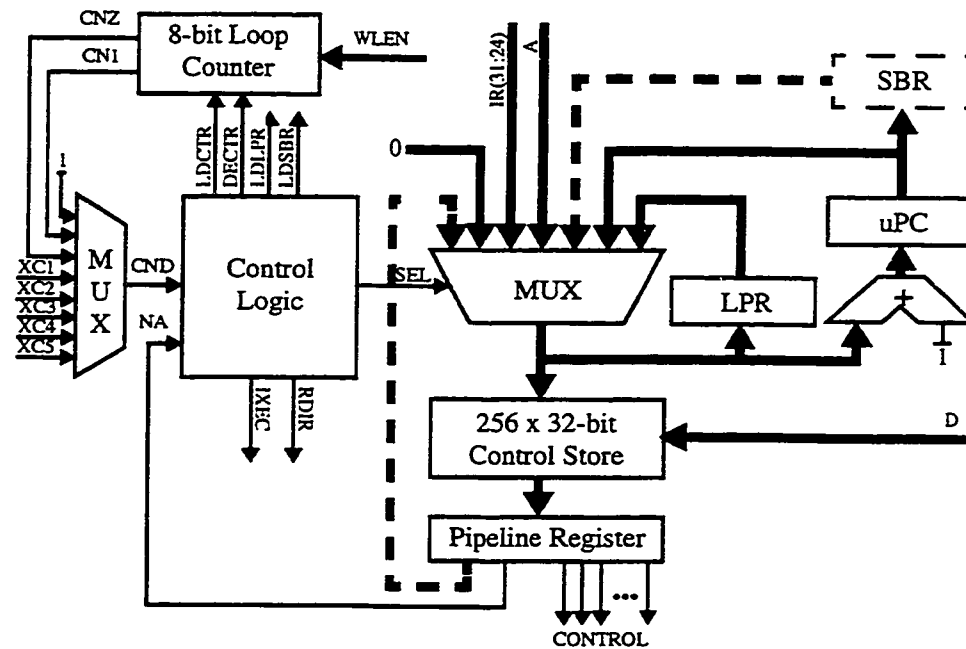 CNZ
CN1
8-bit Loop
Counter
WLEN
IR(31:24)
A
SBR
LDCTR
DECTR
LDLPR
LDSBR
0
1
M
U
X
XC1
XC2
XC3
XC4
XC5
CND
NA
Control
Logic
SEL
MUX
LPR
uPC
+
1
IXEC
RDIR
256 x 32-bit
Control Store
D
Pipeline Register
...
CONTROL